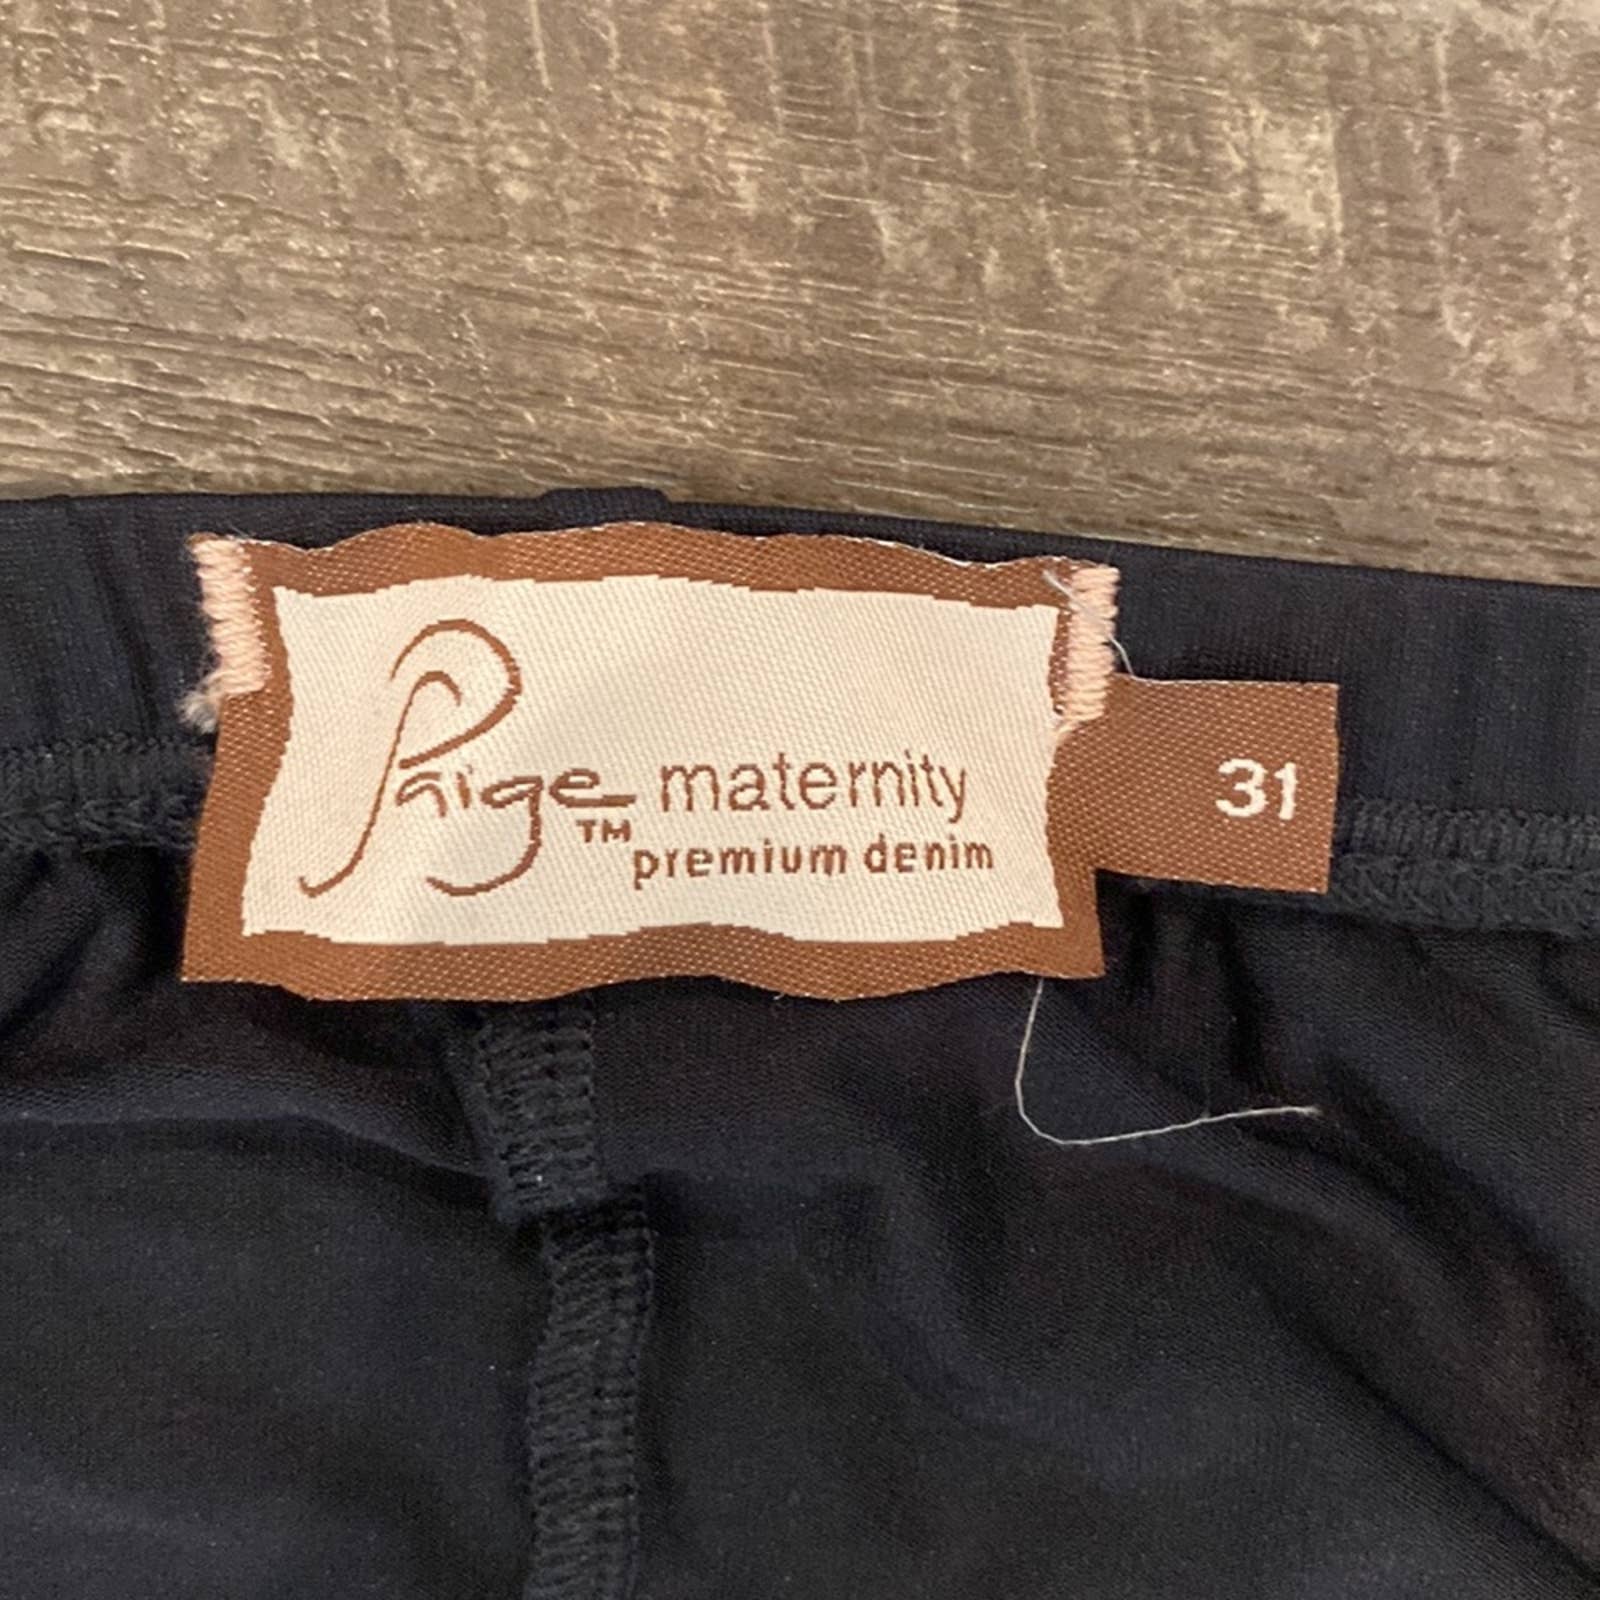 Paige maternity
™ premium denim
31